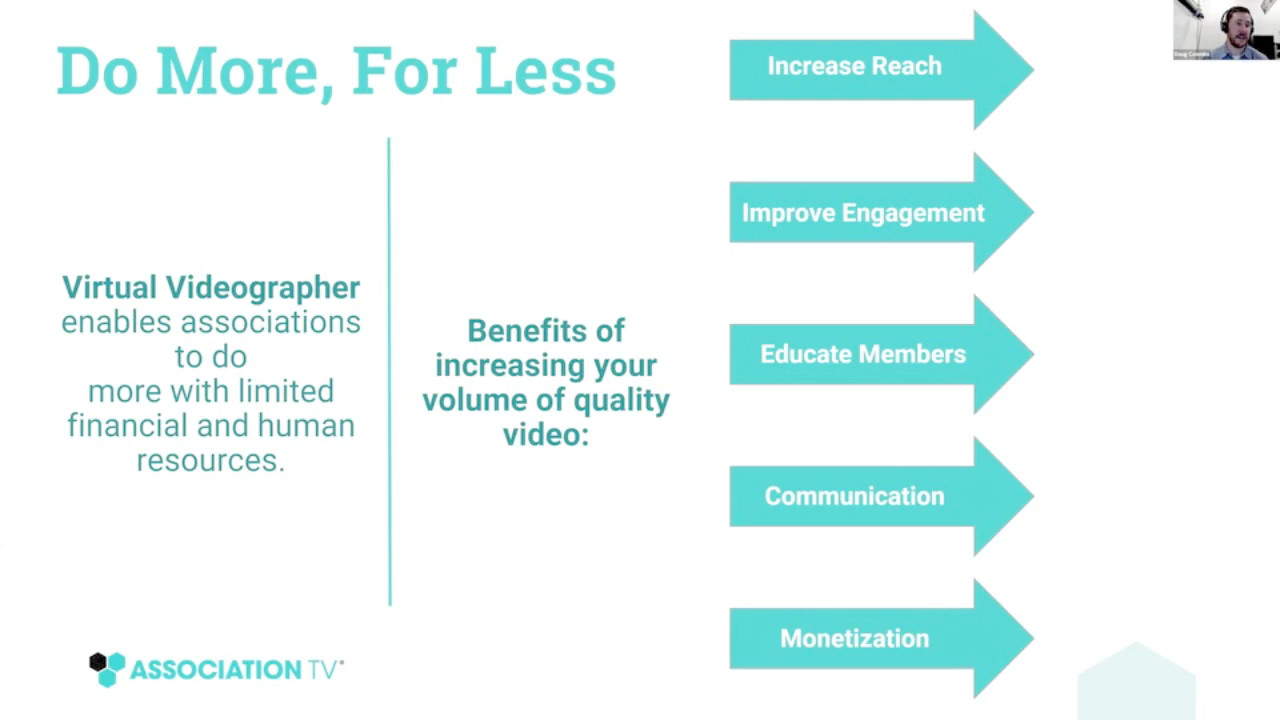 Do More, For Less
Virtual Videographer
enables associations
to do
more with limited
financial and human
resources.
Benefits of
increasing your
volume of quality
video:
Increase Reach
Improve Engagement
Educate Members
Communication
Monetization
ASSOCIATION TV®
Doug